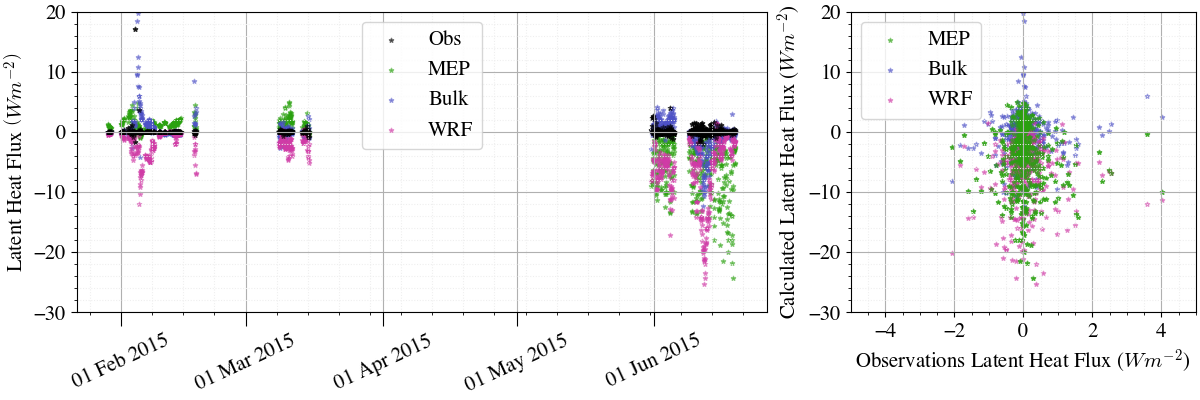 Latent Heat Flux (Wm⁻²)
20
10
0
−10
−20
−30
Obs
MEP
Bulk
WRF
01 Feb 2015
01 Mar 2015
01 Apr 2015
01 May 2015
01 Jun 2015
Calculated Latent Heat Flux (Wm⁻²)
20
10
0
−10
−20
−30
MEP
Bulk
WRF
−4
−2
0
2
4
Observations Latent Heat Flux (Wm⁻²)